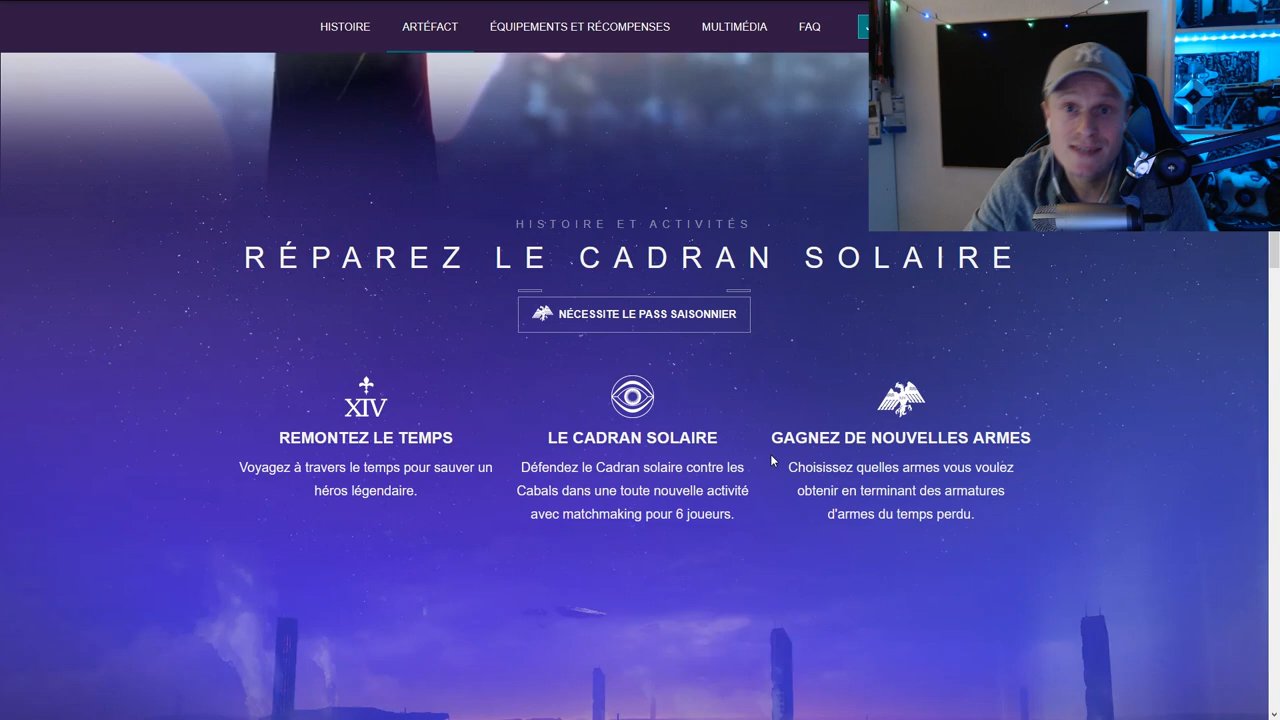 HISTOIRE
ARTÉFACT
ÉQUIPEMENTS ET RÉCOMPENSES
MULTIMÉDIA
FAQ
HISTOIRE ET ACTIVITÉS
RÉPAREZ LE CADRAN SOLAIRE
NÉCESSITE LE PASS SAISONNIER
XIV
REMONTEZ LE TEMPS
Voyagez à travers le temps pour sauver un
héros légendaire.
LE CADRAN SOLAIRE
Défendez le Cadran solaire contre les
Cabals dans une toute nouvelle activité
avec matchmaking pour 6 joueurs.
GAGNEZ DE NOUVELLES ARMES
Choisissez quelles armes vous voulez
obtenir en terminant des armatures
d'armes du temps perdu.